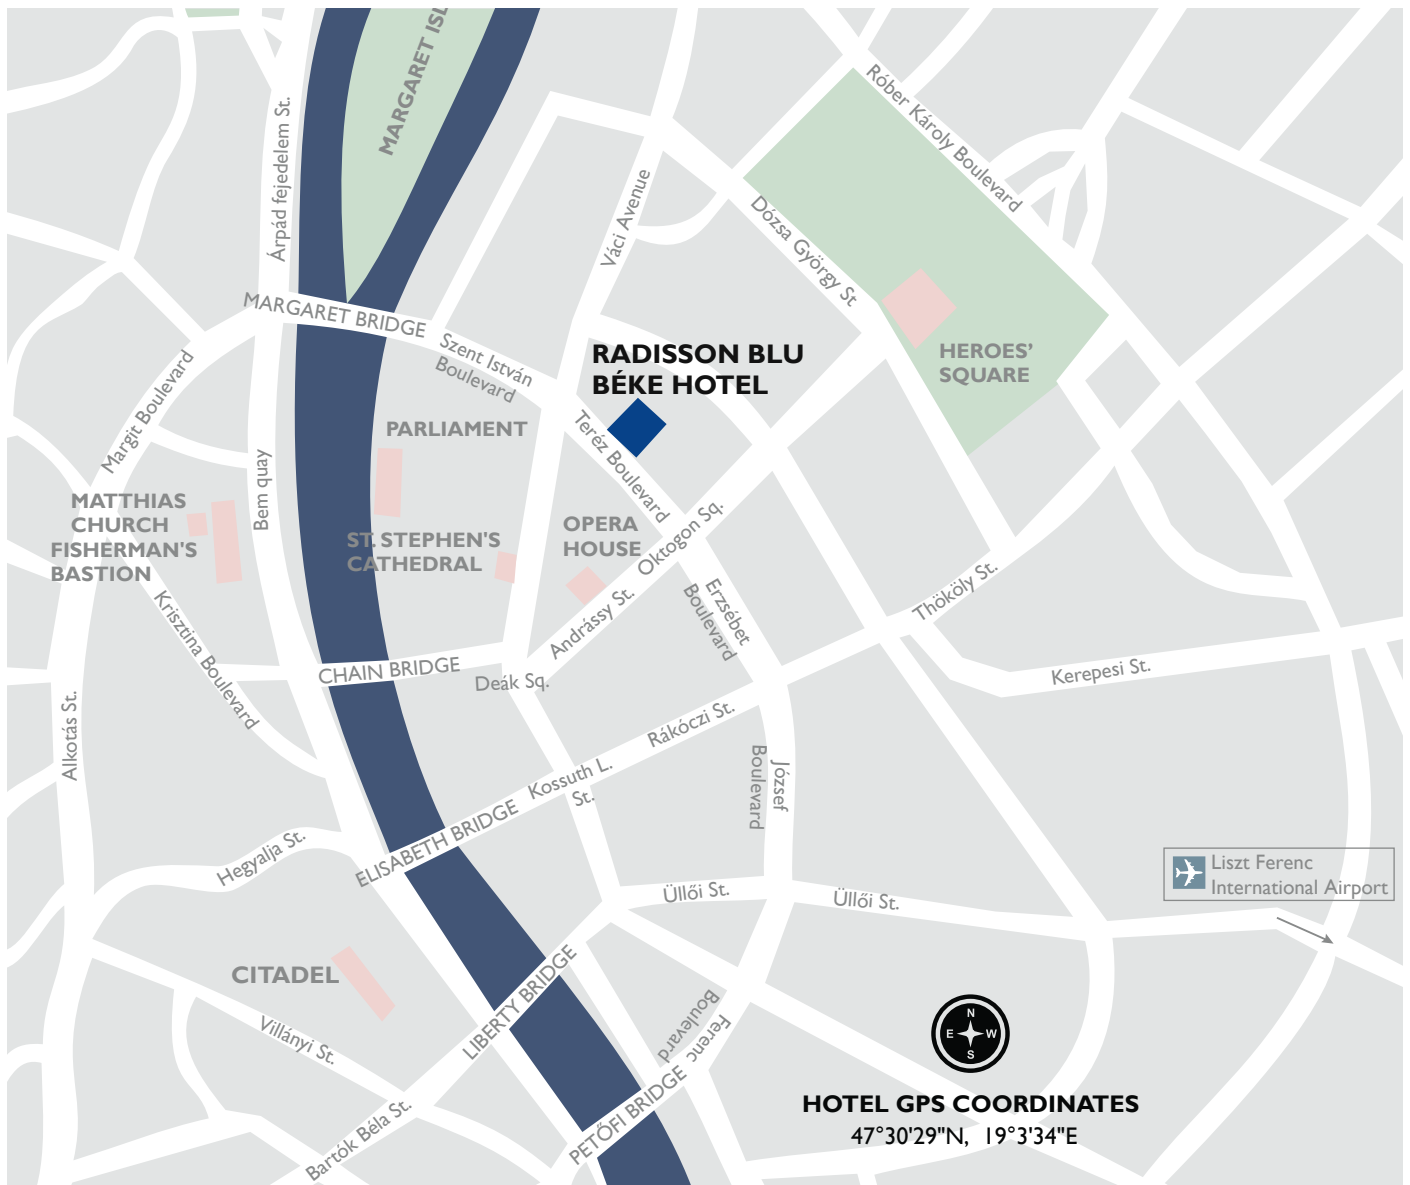 MARGARET ISL
Róber Károly Boulevard
Árpád fejedelem St.
Váci Avenue
Dózsa György St
MARGARET BRIDGE
Szent István
Boulevard
RADISSON BLU
BÉKE HOTEL
HEROES'
SQUARE
Margit Boulevard
PARLIAMENT
Teréz Boulevard
Bem quay
MATTHIAS
CHURCH
FISHERMAN'S
BASTION
ST. STEPHEN'S
CATHEDRAL
OPERA
HOUSE
Oktogon Sq.
Andrássy St.
Erzsébet
Boulevard
Thököly St.
Krisztina Boulevard
CHAIN BRIDGE
Deák Sq.
Kerepesi St.
Alkotás St.
Rákóczi St.
Kossuth L.
St.
József
Boulevard
ELISABETH BRIDGE
Hegyalja St.
Üllői St.
Üllői St.
Liszt Ferenc
International Airport
CITADEL
LIBERTY BRIDGE
Villányi St.
Ferenc
Boulevard
N
E W
S
PETŐFI BRIDGE
Bartók Béla St.
HOTEL GPS COORDINATES
47°30'29"N, 19°3'34"E